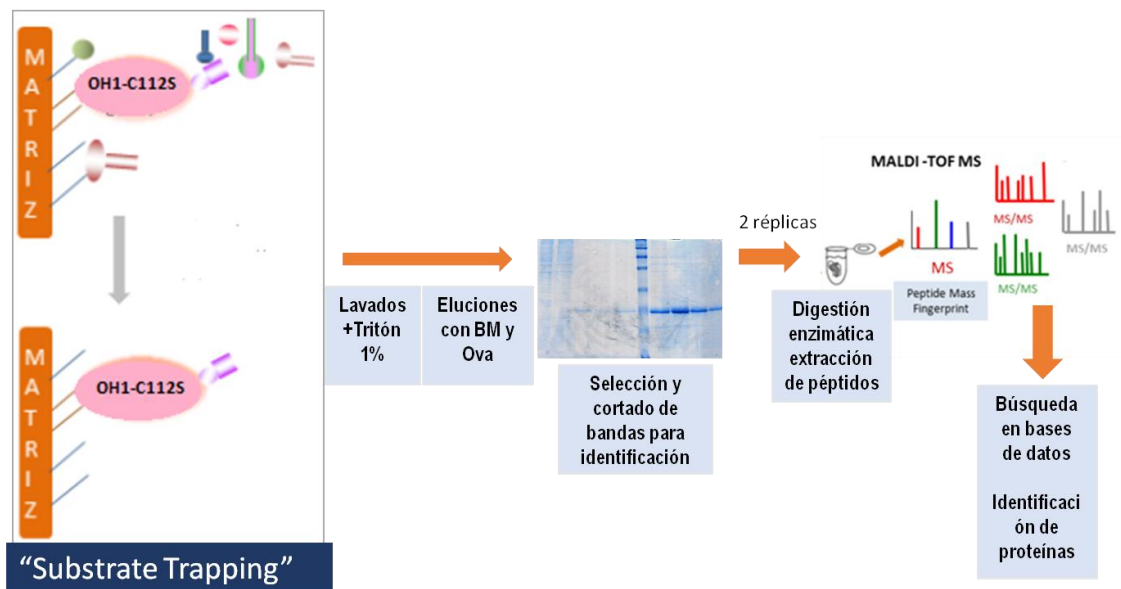 MATRIZ
OH1-C112S
MATRIZ
OH1-C112S
“Substrate Trapping”
Lavados
+Tritón
1%
Eluciones
con BM y
Ova
Selección y
cortado de
bandas para
identificación
2 réplicas
Digestión
enzimática
extracción
de péptidos
MALDI -TOF MS
MS
Peptide Mass
Fingerprint
MS/MS
MS/MS
MS/MS
Búsqueda
en bases
de datos
Identificaci
ón de
proteínas